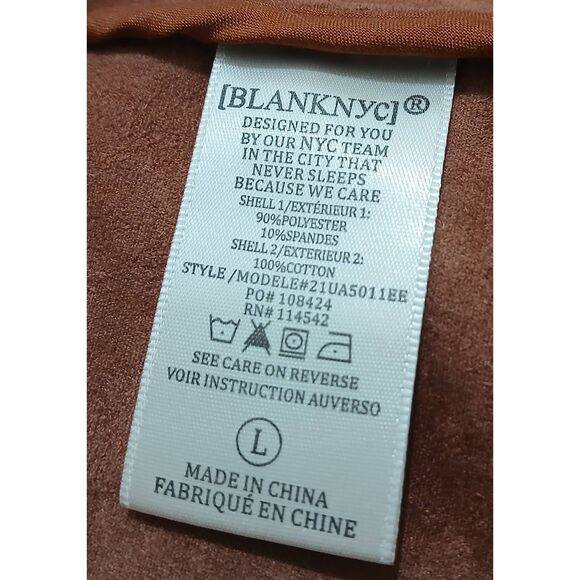 [BLANKNYC]®
DESIGNED FOR YOU
BY OUR NYC TEAM
IN THE CITY THAT
NEVER SLEEPS
BECAUSE WE CARE
SHELL 1/EXTÉRIEUR 1:
90%POLYESTER
10%SPANDES
SHELL 2/EXTERIEUR 2:
100%COTTON
STYLE /MODELE#21UA5011EE
PO# 108424
RN# 114542
SEE CARE ON REVERSE
VOIR INSTRUCTION AUVERSO
L
MADE IN CHINA
FABRIQUÉ EN CHINE